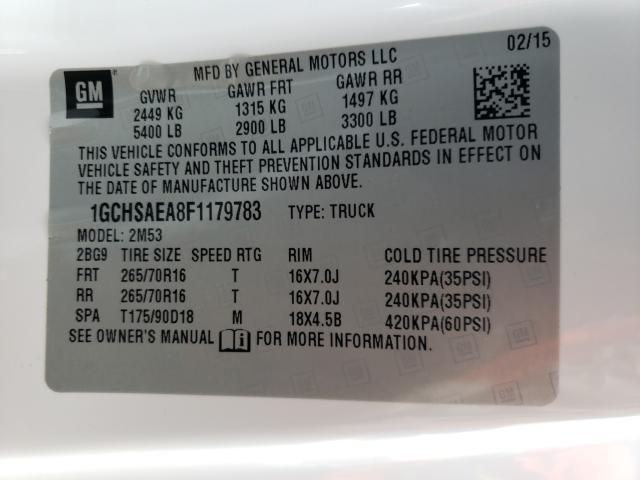 GM
MFD BY GENERAL MOTORS LLC
02/15
GVWR GAWR FRT GAWR RR
2449 KG 1315 KG 1497 KG
5400 LB 2900 LB 3300 LB
THIS VEHICLE CONFORMS TO ALL APPLICABLE U.S. FEDERAL MOTOR
VEHICLE SAFETY AND THEFT PREVENTION STANDARDS IN EFFECT ON
THE DATE OF MANUFACTURE SHOWN ABOVE.
1GCHSAEA8F1179783 TYPE: TRUCK
MODEL: 2M53
2BG9 TIRE SIZE SPEED RTG RIM COLD TIRE PRESSURE
FRT 265/70R16 T 16X7.0J 240KPA(35PSI)
RR 265/70R16 T 16X7.0J 240KPA(35PSI)
SPA T175/90D18 M 18X4.5B 420KPA(60PSI)
SEE OWNER'S MANUAL FOR MORE INFORMATION.